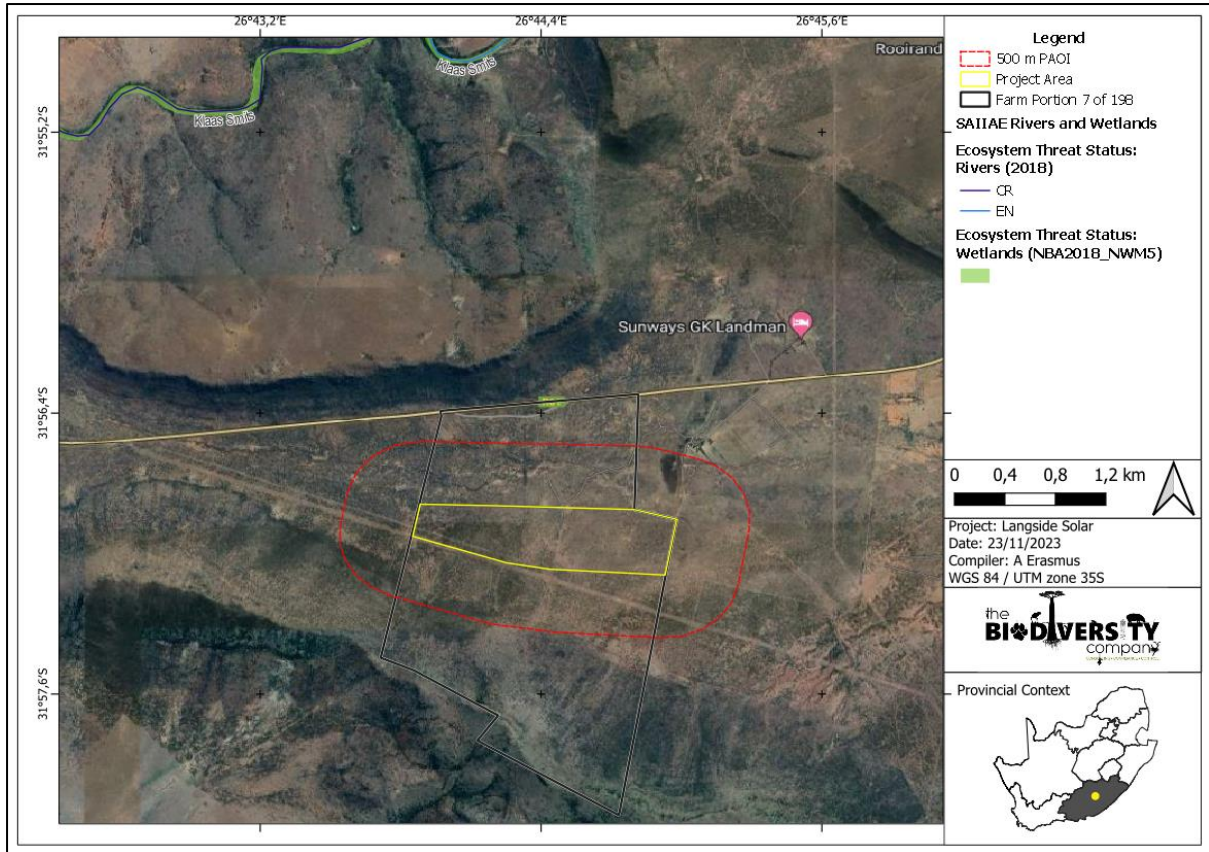 26°43,2'E
26°44,4'E
26°45,6'E
31°55,2'S
31°56,4'S
31°57,6'S
Klaas Smits
Klaas Smits
Rooirand
Sunways GK Landman
Legend
500 m PAOI
Project Area
Farm Portion 7 of 198
SAIIAE Rivers and Wetlands
Ecosystem Threat Status:
Rivers (2018)
CR
EN
Ecosystem Threat Status:
Wetlands (NBA2018_NWM5)
0 0,4 0,8 1,2 km
Project: Langside Solar
Date: 23/11/2023
Compiler: A Erasmus
WGS 84 / UTM zone 35S
the
BIODIVERSITY
company
Provincial Context